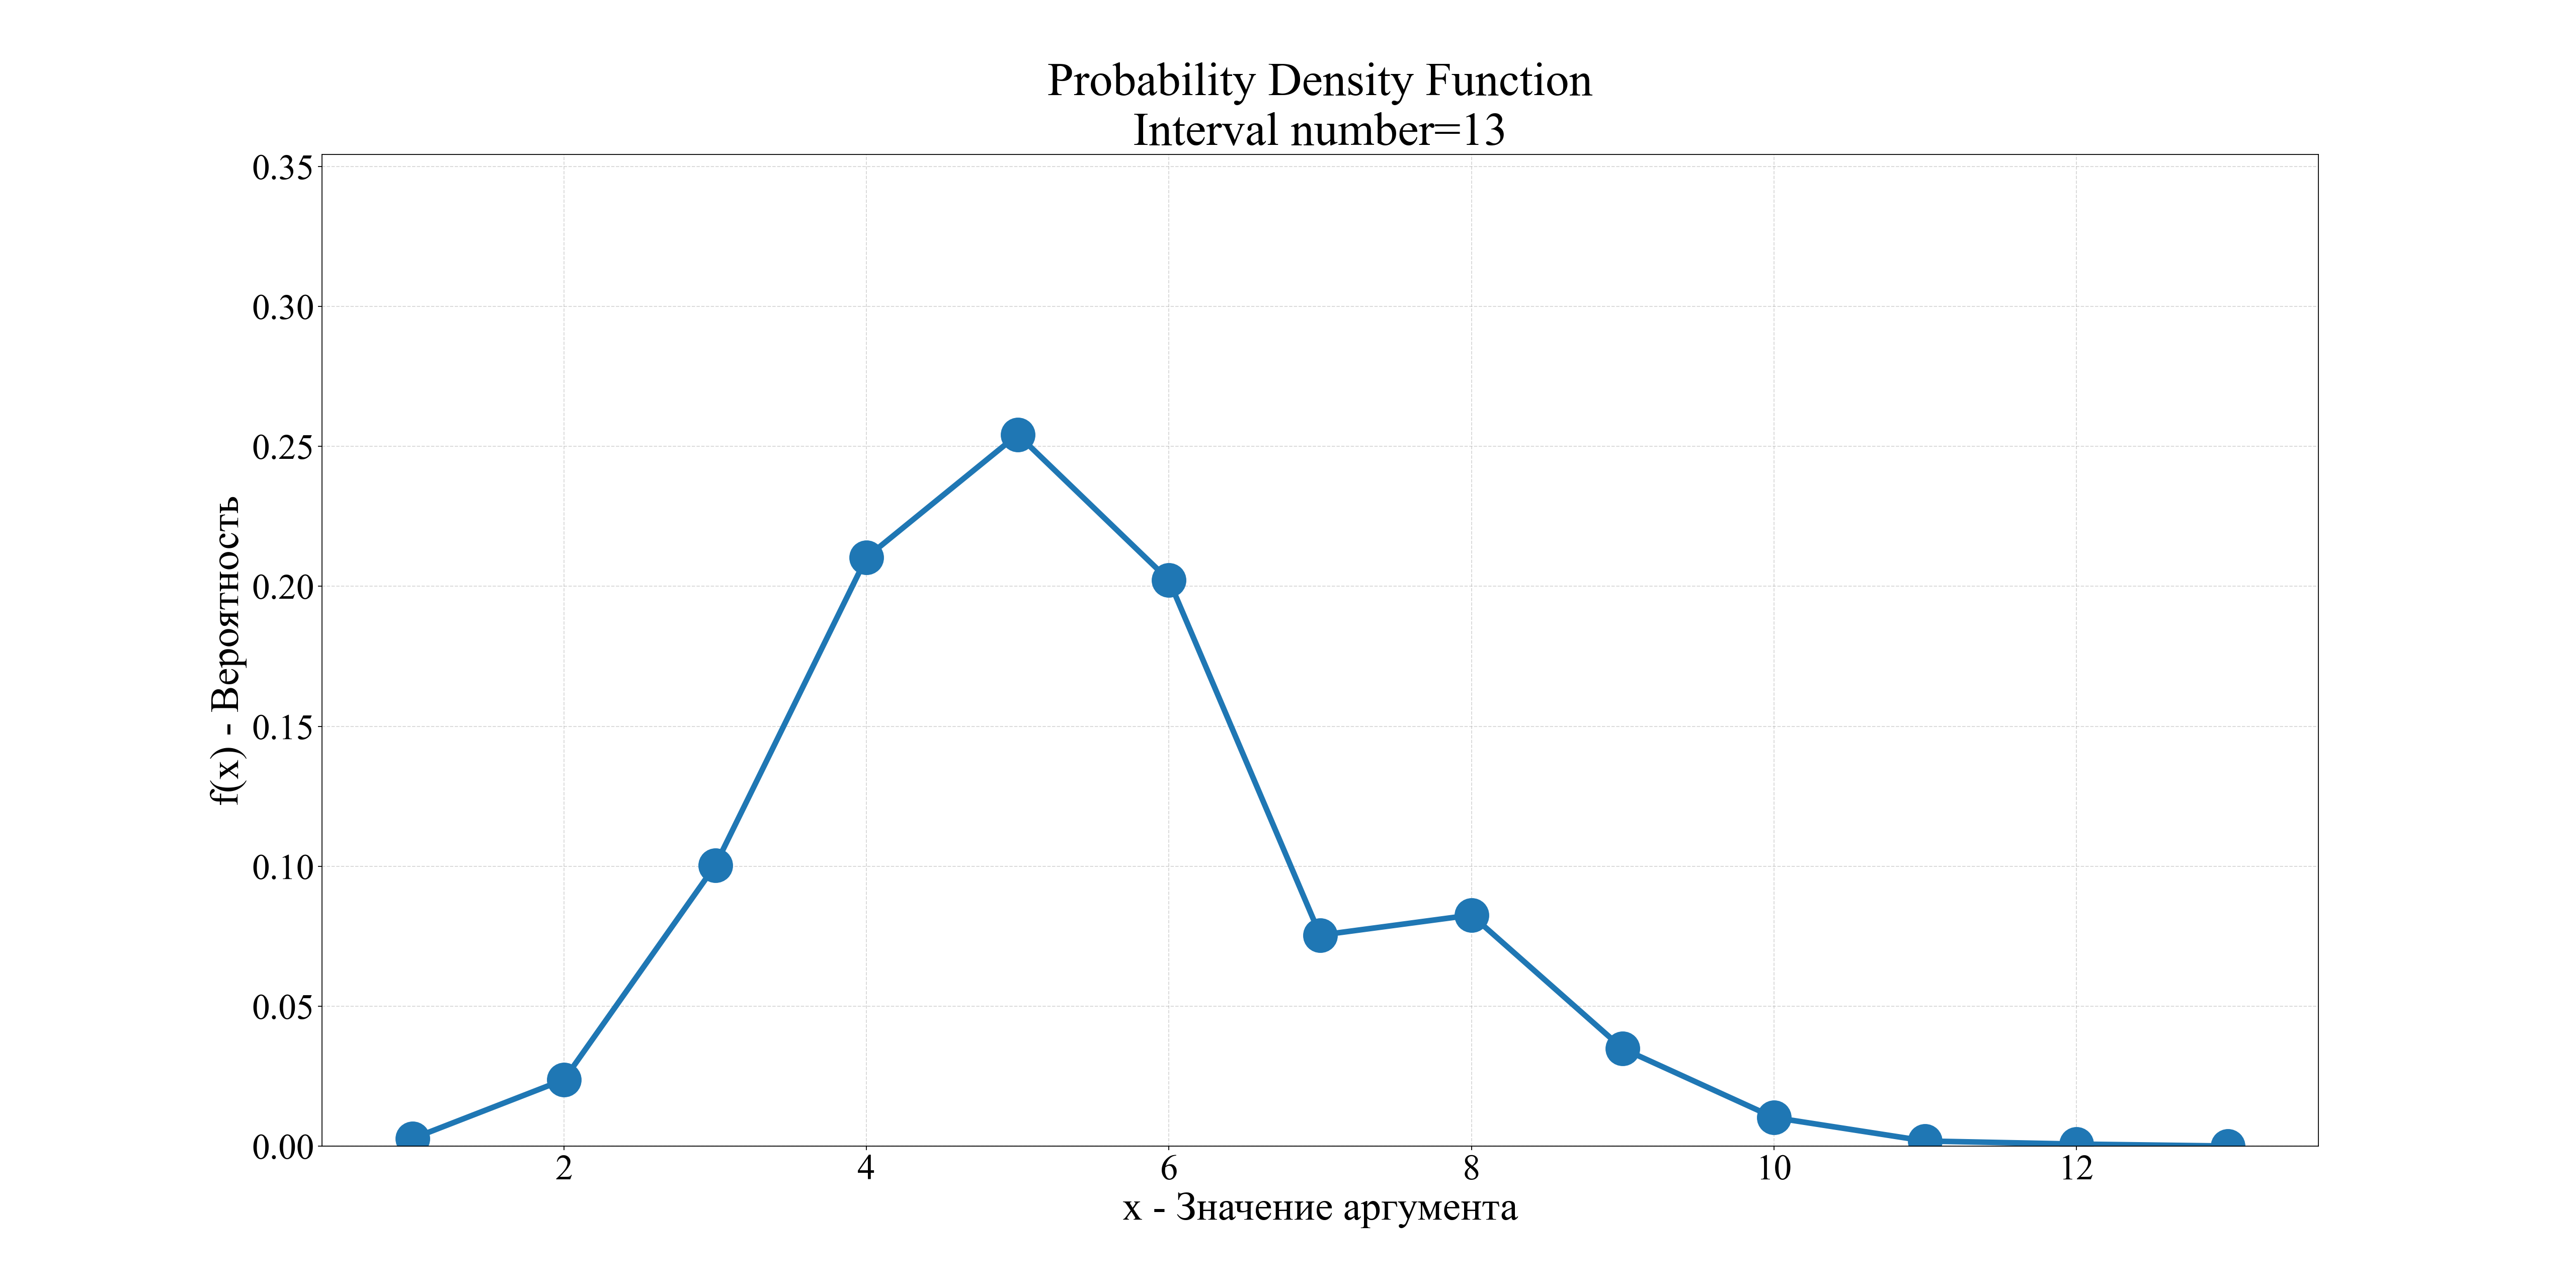 Probability Density Function
Interval number=13
0.35
0.30
0.25
0.20
0.15
0.10
0.05
0.00
f(x) - Вероятность
2 4 6 8 10 12
x - Значение аргумента